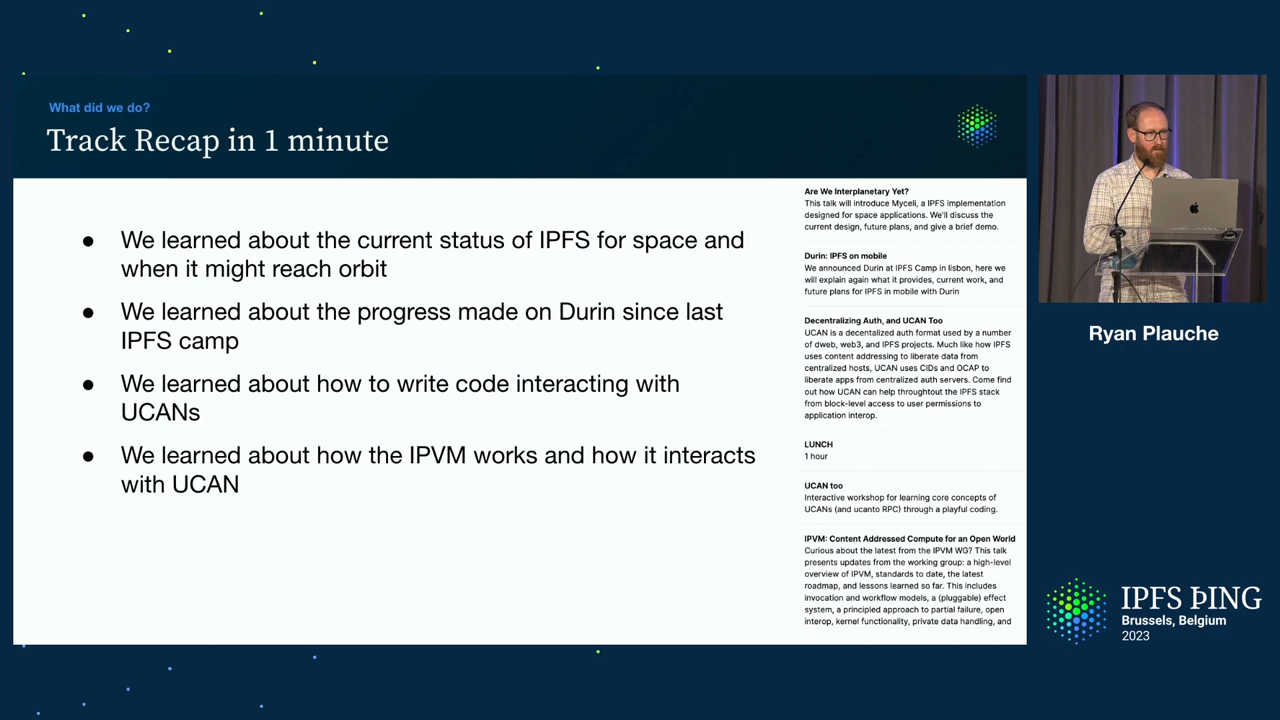 What did we do?
Track Recap in 1 minute
● We learned about the current status of IPFS for space and
when it might reach orbit
● We learned about the progress made on Durin since last
IPFS camp
● We learned about how to write code interacting with
UCANs
● We learned about how the IPVM works and how it interacts
with UCAN
Are We Interplanetary Yet?
This talk will introduce Myceli, a IPFS implementation
designed for space applications. We'll discuss the
current design, future plans, and give a brief demo.
Durin: IPFS on mobile
We announced Durin at IPFS Camp in lisbon, here we
will explain again what it provides, current work, and
future plans for IPFS in mobile with Durin
Decentralizing Auth, and UCAN Too
UCAN is a decentalized auth format used by a number
of dweb, web3, and IPFS projects. Much like how IPFS
uses content addressing to liberate data from
centralized hosts, UCAN uses CIDs and OCAP to
liberate apps from centralized auth servers. Come find
out how UCAN can help throughtout the IPFS stack
from block-level access to user permissions to
application interop.
LUNCH
1 hour
UCAN too
Interactive workshop for learning core concepts of
UCANs (and ucanto RPC) through a playful coding.
IPVM: Content Addressed Compute for an Open World
Curious about the latest from the IPVM WG? This talk
presents updates from the working group: a high-level
overview of IPVM, standards to date, the latest
roadmap, and lessons learned so far. This includes
invocation and workflow models, a (pluggable) effect
system, a principled approach to partial failure, open
interop, kernel functionality, private data handling, and
Ryan Plauche
IPFS ÞING
Brussels, Belgium
2023